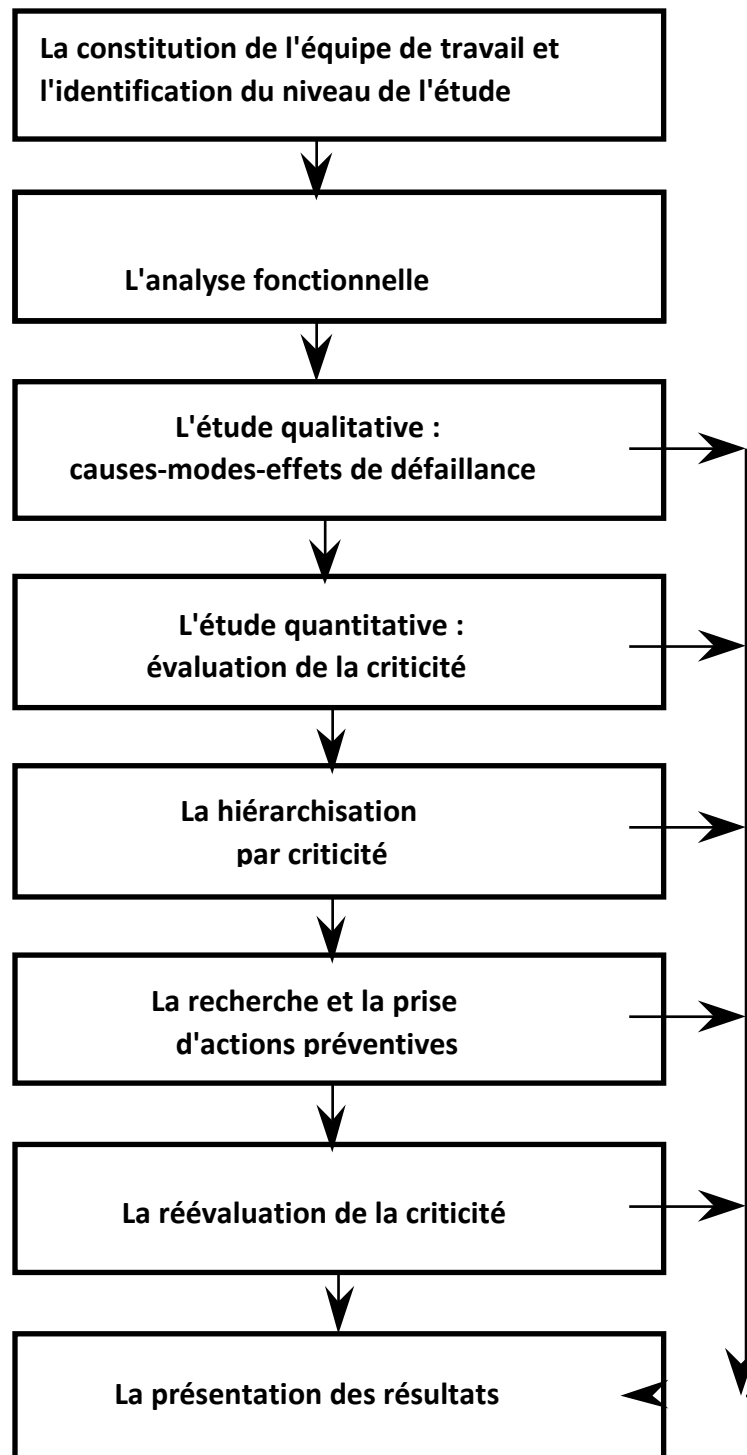 La constitution de l'équipe de travail et
l'identification du niveau de l'étude
L'analyse fonctionnelle
L'étude qualitative :
causes-modes-effets de défaillance
L'étude quantitative :
évaluation de la criticité
La hiérarchisation
par criticité
La recherche et la prise
d'actions préventives
La réévaluation de la criticité
La présentation des résultats